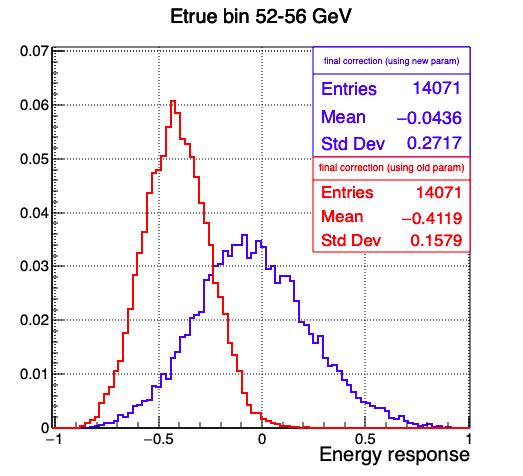 Etrue bin 52-56 GeV
0.07
0.06
0.05
0.04
0.03
0.02
0.01
0
final correction (using new param)
Entries 14071
Mean −0.0436
Std Dev 0.2717
final correction (using old param)
Entries 14071
Mean −0.4119
Std Dev 0.1579
−1 −0.5 0 0.5 1
Energy response